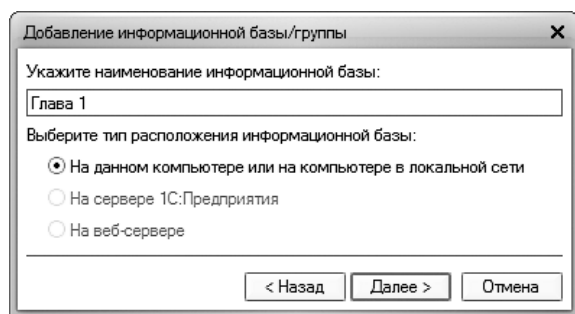 Добавление информационной базы/группы
Укажите наименование информационной базы:
Глава 1
Выберите тип расположения информационной базы:
На данном компьютере или на компьютере в локальной сети
На сервере 1С:Предприятия
На веб-сервере
< Назад Далее > Отмена